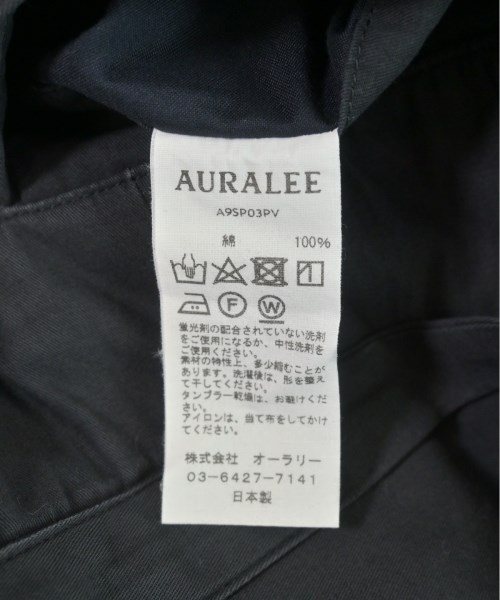 AURALEE
A9SP03PV
綿 100%
F W
蛍光剤の配合されていない洗剤
をご使用になるか、中性洗剤を
ご使用ください。
素材の特性上、多少縮むことが
あります。洗濯後は、形を整え
て干してください。
タンブラー乾燥は、お避けくださ
い。
アイロンは、当て布をしてかけ
てください。
株式会社 オーラリー
03-6427-7141
日本製